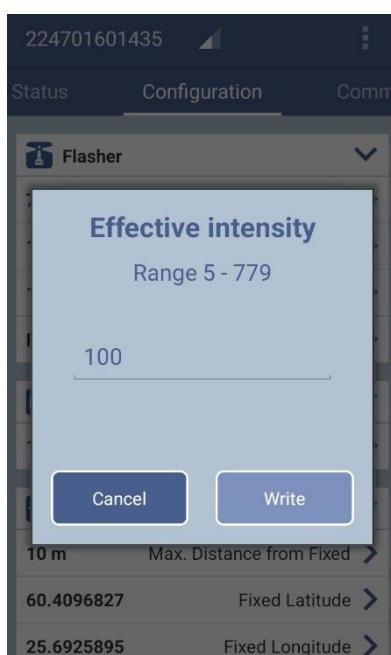 224701601435
Status Configuration Comm
Flasher
Effective intensity
Range 5 - 779
100
Cancel Write
10 m Max. Distance from Fixed
60.4096827 Fixed Latitude
25.6925895 Fixed Longitude